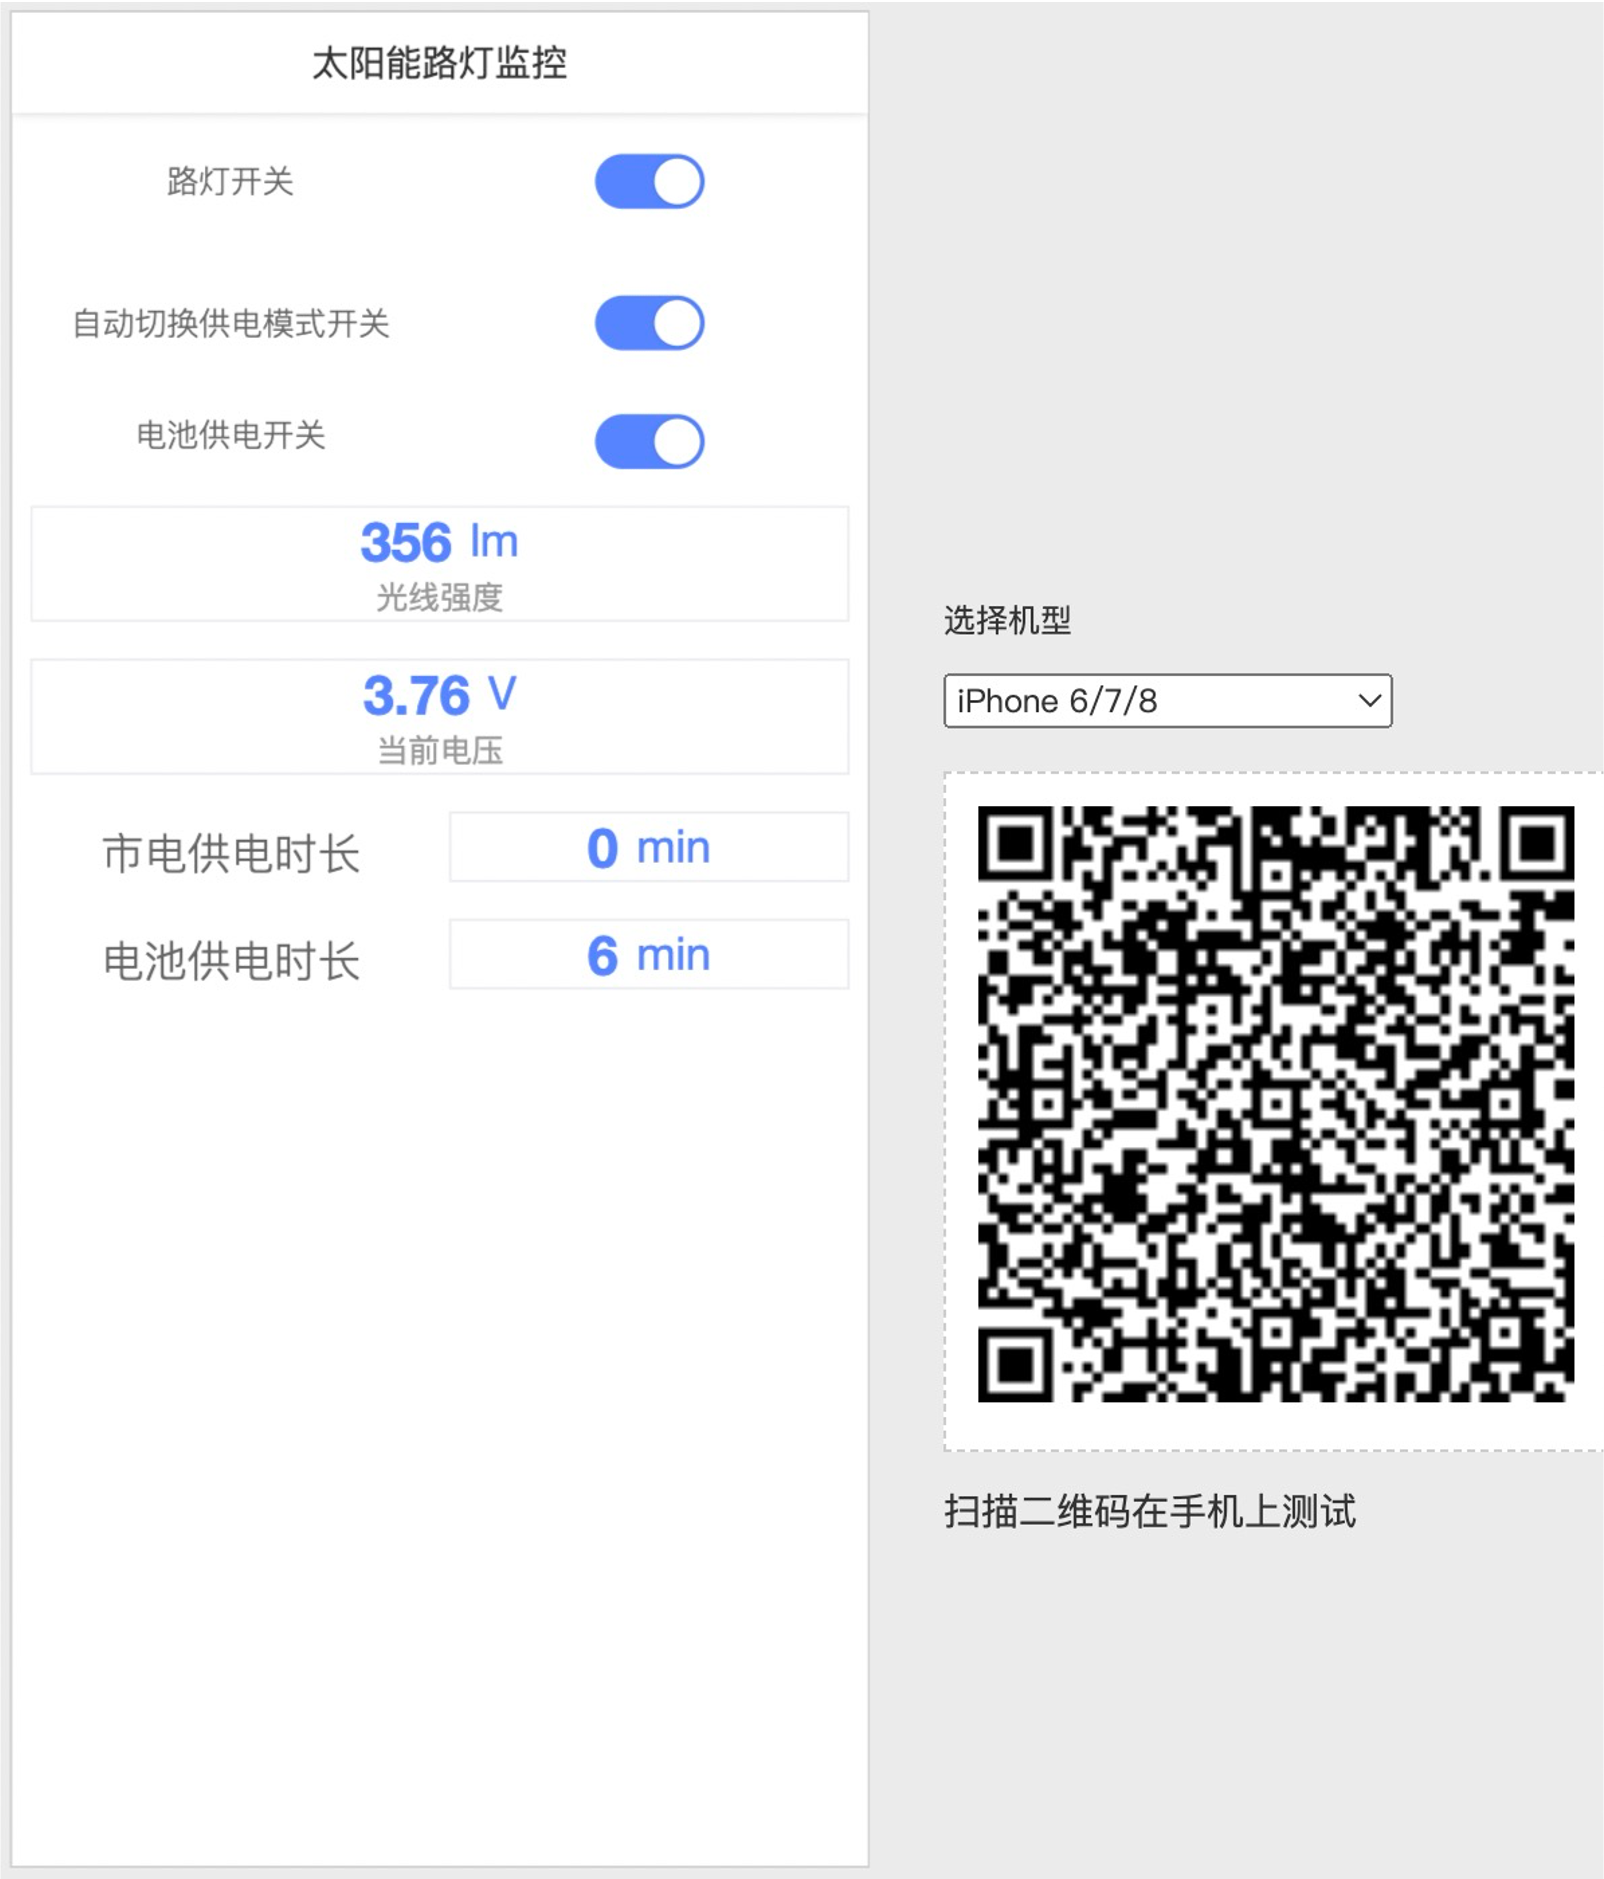 太阳能路灯监控
路灯开关
自动切换供电模式开关
电池供电开关
356 lm
光线强度
3.76 V
当前电压
市电供电时长 0 min
电池供电时长 6 min
选择机型
iPhone 6/7/8
扫描二维码在手机上测试